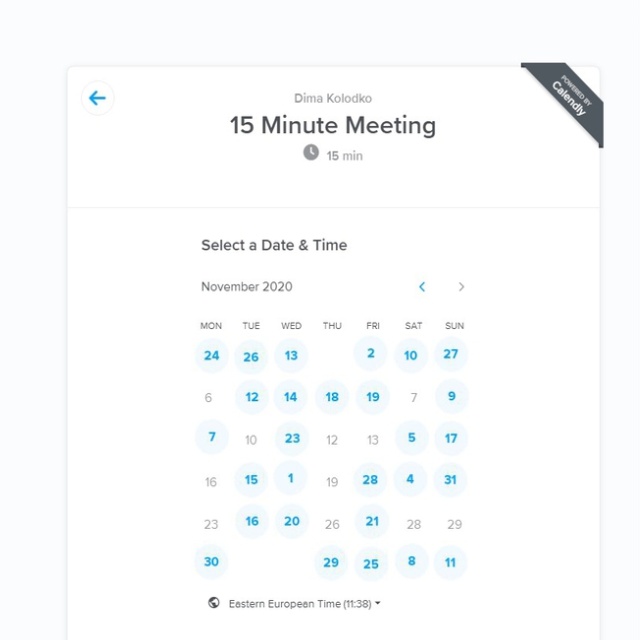 POWERED BY
Calendly
Dima Kolodko
15 Minute Meeting
15 min
Select a Date & Time
November 2020
MON TUE WED THU FRI SAT SUN
24 26 13 2 10 27
6 12 14 18 19 7 9
7 10 23 12 13 5 17
16 15 1 19 28 4 31
23 16 20 26 21 28 29
30 29 25 8 11
Eastern European Time (11:38)